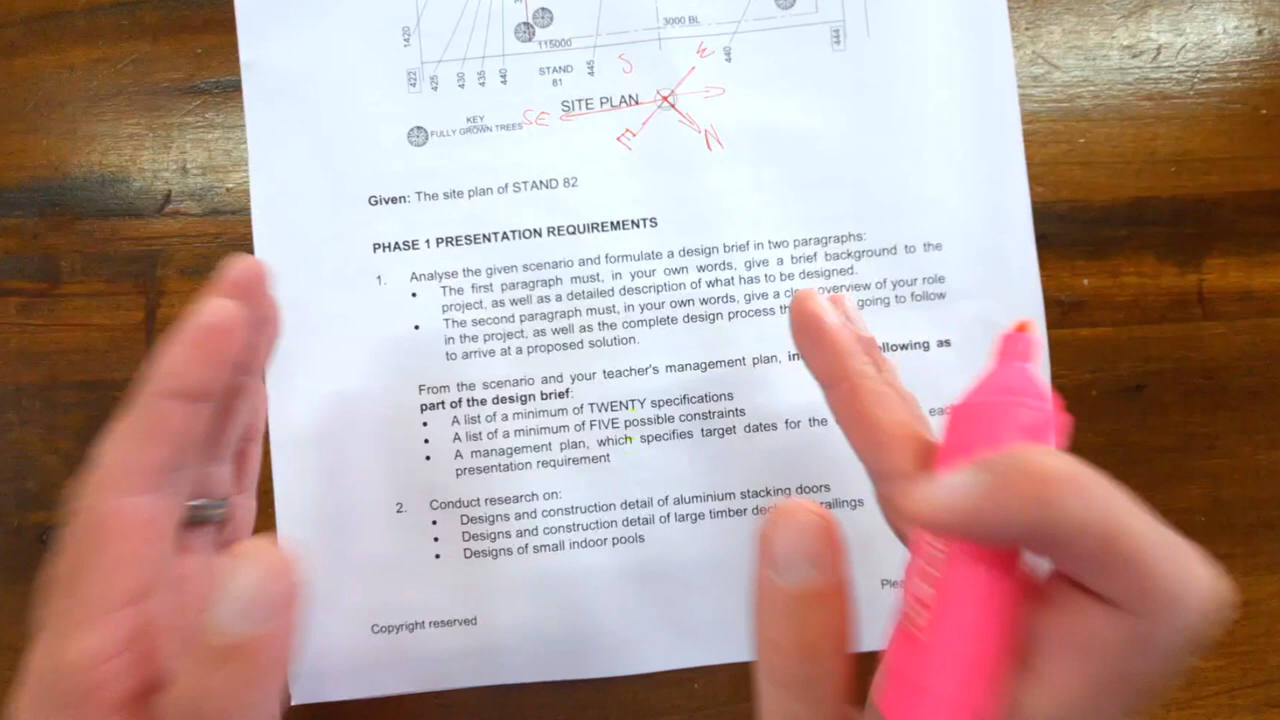 1420
115000
3000 BL
422
425
430
435
440
STAND
81
445
S
440
444
SITE PLAN
SE
E
N
KEY
FULLY GROWN TREES
Given: The site plan of STAND 82
PHASE 1 PRESENTATION REQUIREMENTS
1. Analyse the given scenario and formulate a design brief in two paragraphs:
• The first paragraph must, in your own words, give a brief background to the
project, as well as a detailed description of what has to be designed.
• The second paragraph must, in your own words, give a overview of your role
in the project, as well as the complete design process going to follow
to arrive at a proposed solution.
From the scenario and your teacher's management plan, following as
part of the design brief:
• A list of a minimum of TWENTY specifications
• A list of a minimum of FIVE possible constraints
• A management plan, which specifies target dates for the
presentation requirement
2. Conduct research on:
• Designs and construction detail of aluminium stacking doors
• Designs and construction detail of large timber railings
• Designs of small indoor pools
Copyright reserved